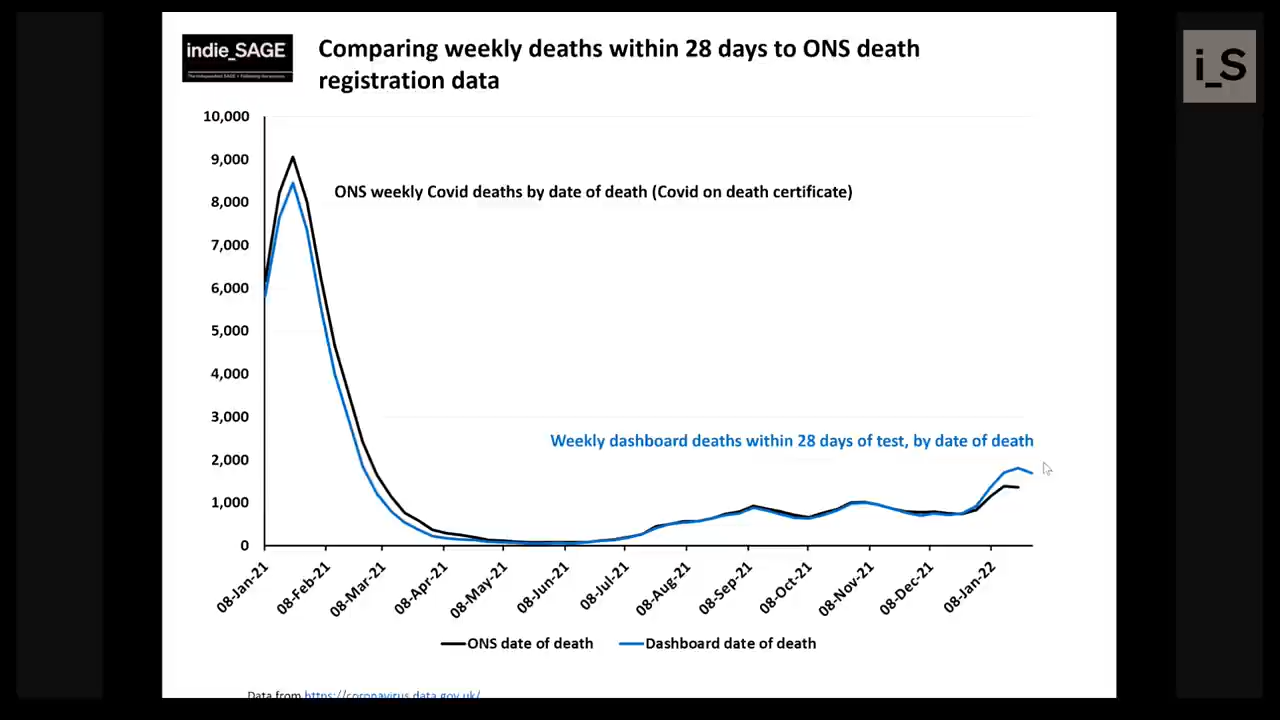 indie_SAGE
Comparing weekly deaths within 28 days to ONS death
registration data
i_S
10,000
9,000
ONS weekly Covid deaths by date of death (Covid on death certificate)
8,000
7,000
6,000
5,000
4,000
3,000
Weekly dashboard deaths within 28 days of test, by date of death
2,000
1,000
0
08-Jan-21
08-Feb-21
08-Mar-21
08-Apr-21
08-May-21
08-Jun-21
08-Jul-21
08-Aug-21
08-Sep-21
08-Oct-21
08-Nov-21
08-Dec-21
08-Jan-22
ONS date of death
Dashboard date of death
Data from https://coronavirus.data.gov.uk/